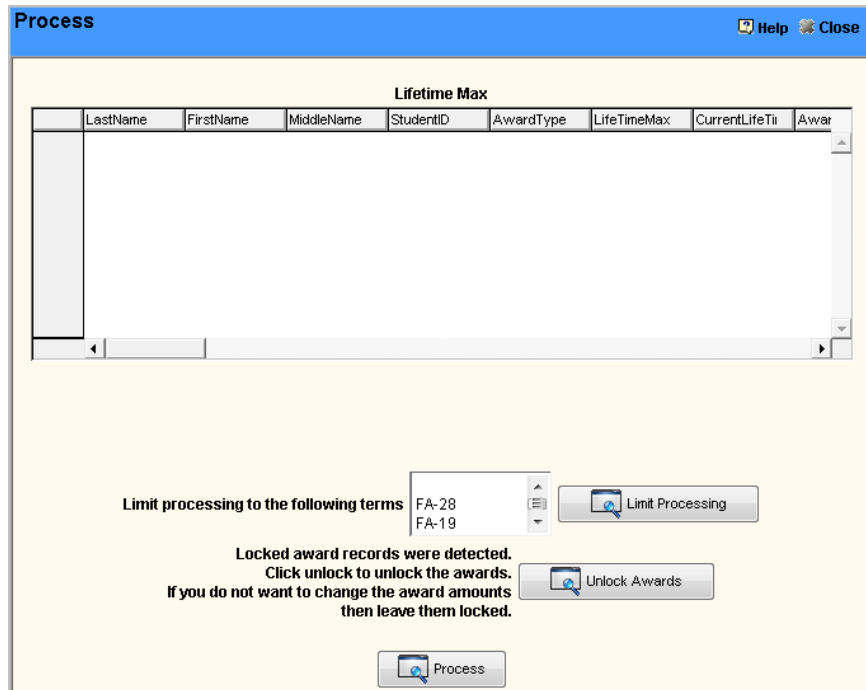 Process
Help Close
Lifetime Max
LastName FirstName MiddleName StudentID AwardType LifeTimeMax CurrentLifeTii Awar
Limit processing to the following terms FA-28 Limit Processing
FA-19
Locked award records were detected.
Click unlock to unlock the awards.
If you do not want to change the award amounts
then leave them locked.
Unlock Awards
Process